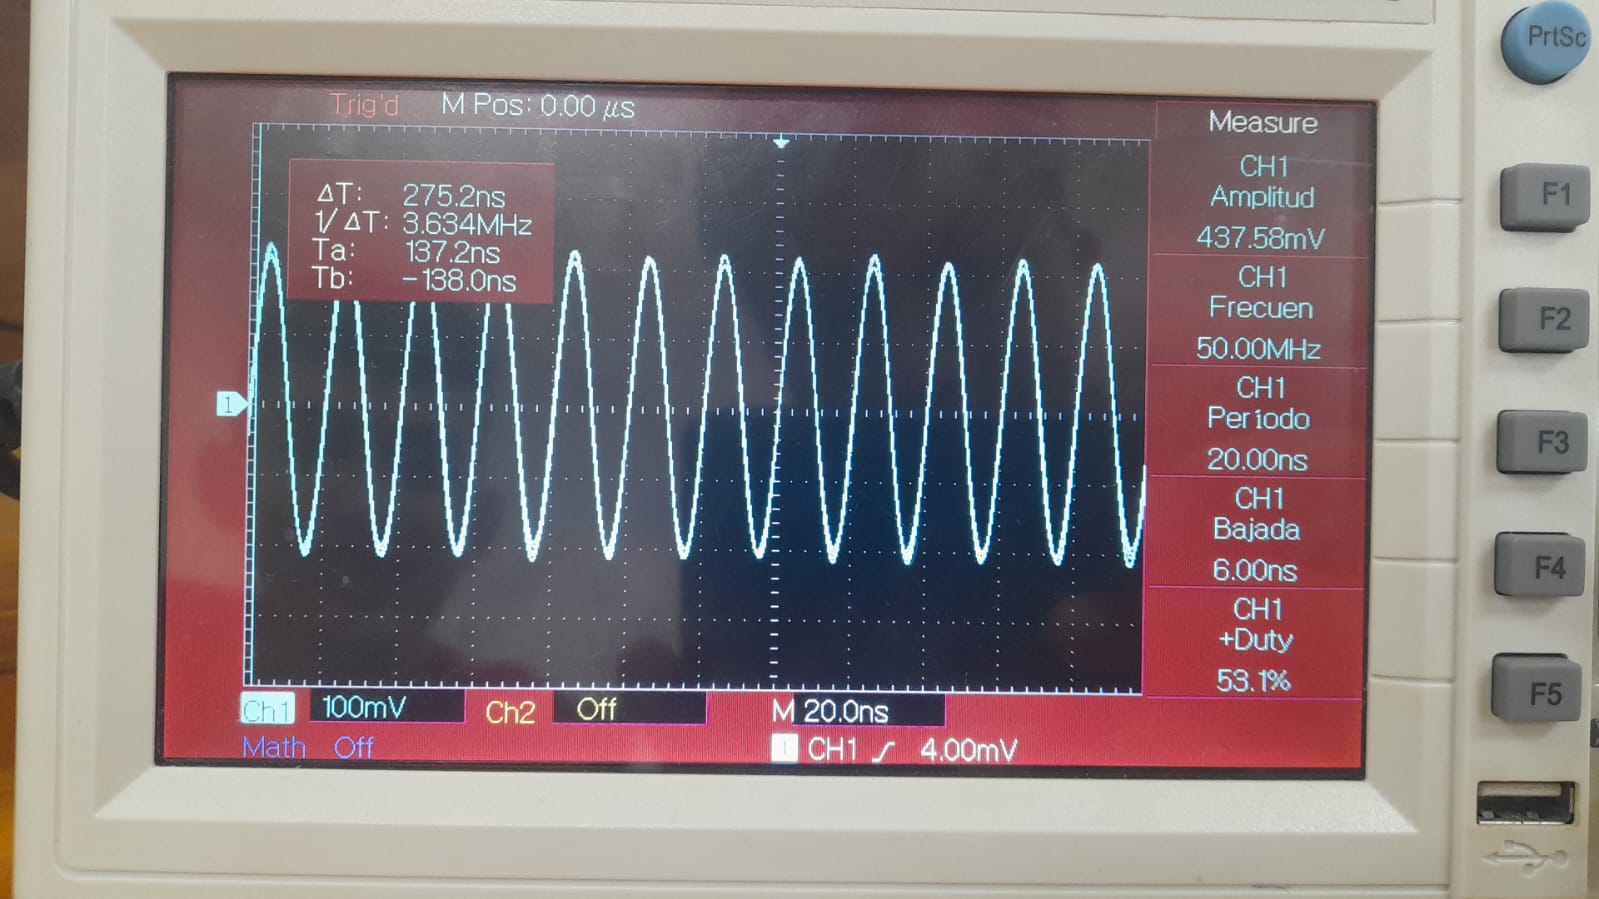 PrtSc
Trig'd M Pos: 0.00 μs
Measure
ΔT: 275.2ns
1/ΔT: 3.634MHz
Ta: 137.2ns
Tb: -138.0ns
CH1
Amplitud
437.58mV
CH1
Frecuen
50.00MHz
CH1
Período
20.00ns
CH1
Bajada
6.00ns
CH1
+Duty
53.1%
1
Ch1 100mV Ch2 Off M 20.0ns
Math Off 1 CH1 4.00mV
F1
F2
F3
F4
F5